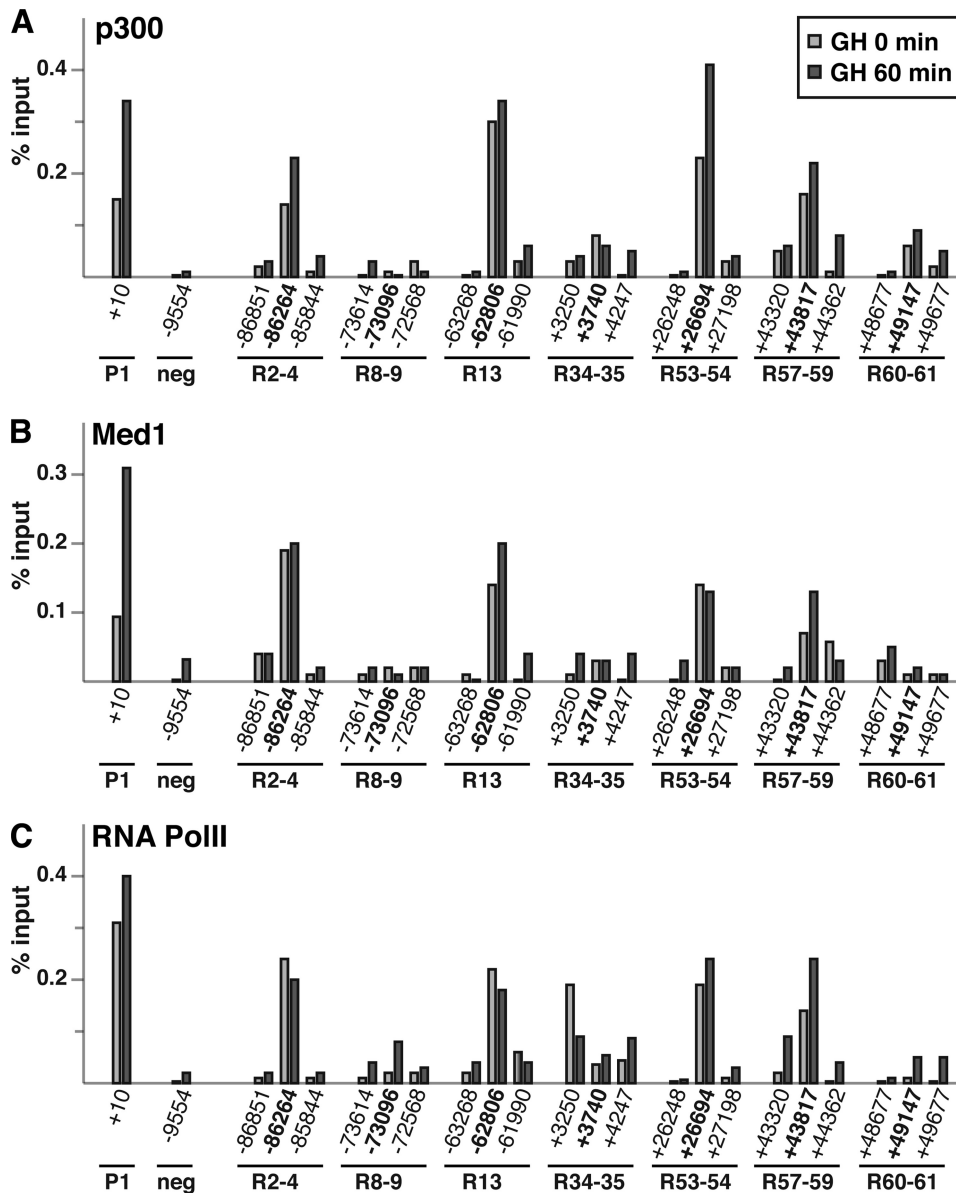 A
p300
GH 0 min
GH 60 min
% input
0.4
0.2
+10 -9554 -86851 -86264 -85844 -73614 -73096 -72568 -63268 -62806 -61990 +3250 +3740 +4247 +26248 +26694 +27198 +43320 +43817 +44362 +48677 +49147 +49677
P1 neg R2-4 R8-9 R13 R34-35 R53-54 R57-59 R60-61
B
Med1
% input
0.3
0.2
0.1
+10 -9554 -86851 -86264 -85844 -73614 -73096 -72568 -63268 -62806 -61990 +3250 +3740 +4247 +26248 +26694 +27198 +43320 +43817 +44362 +48677 +49147 +49677
P1 neg R2-4 R8-9 R13 R34-35 R53-54 R57-59 R60-61
C
RNA PolII
% input
0.4
0.2
+10 -9554 -86851 -86264 -85844 -73614 -73096 -72568 -63268 -62806 -61990 +3250 +3740 +4247 +26248 +26694 +27198 +43320 +43817 +44362 +48677 +49147 +49677
P1 neg R2-4 R8-9 R13 R34-35 R53-54 R57-59 R60-61